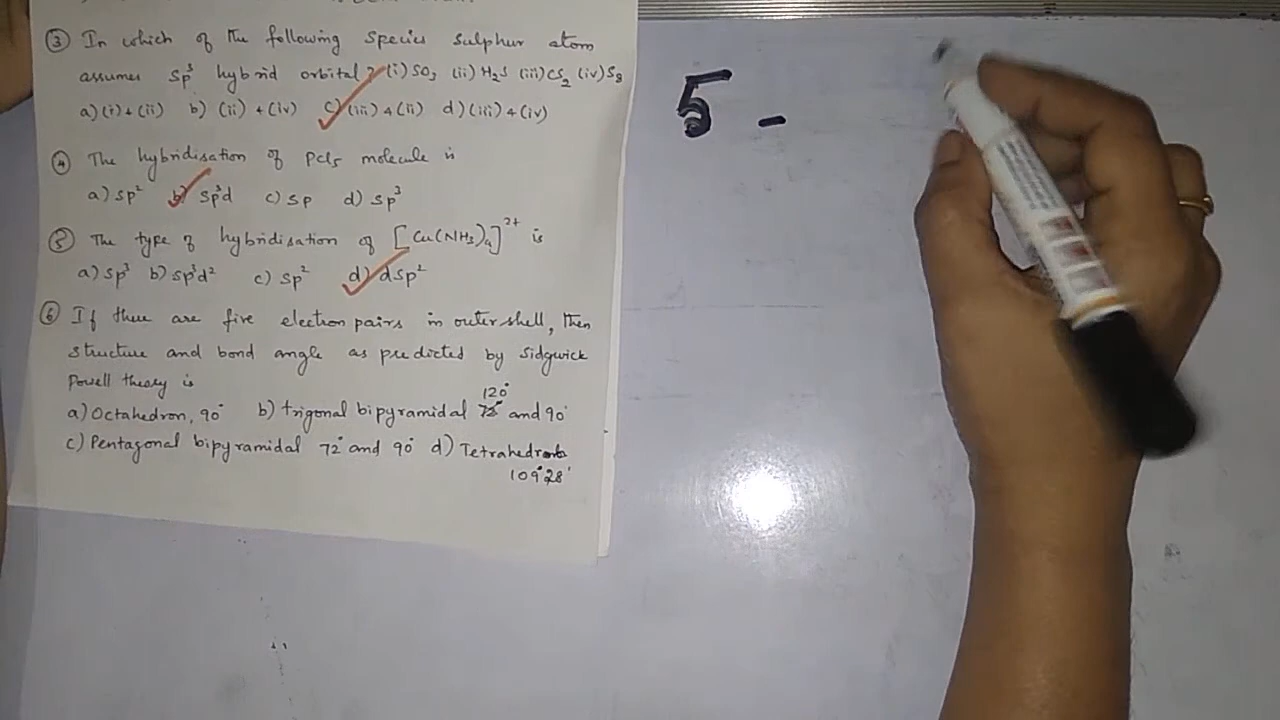 ③ In which of the following species sulphur atom
assumes sp³ hybrid orbital? (i) SO₃ (ii) H₂S (iii) CS₂ (iv) S₈
a) (i)+(ii) b) (ii)+(iv) c) (iii)+(ii) d) (iii)+(iv)
④ The hybridisation of PCl₅ molecule is
a) sp² b) sp³d c) sp d) sp³
⑤ The type of hybridisation of [Cu(NH₃)₄]²⁺ is
a) sp³ b) sp³d² c) sp² d) dsp²
⑥ If there are five electron pairs in outer shell, then
structure and bond angle as predicted by Sidgwick
Powell theory is
a) Octahedron, 90° b) trigonal bipyramidal 120° and 90°
c) Pentagonal bipyramidal 72° and 90° d) Tetrahedron
109°28'
5 -